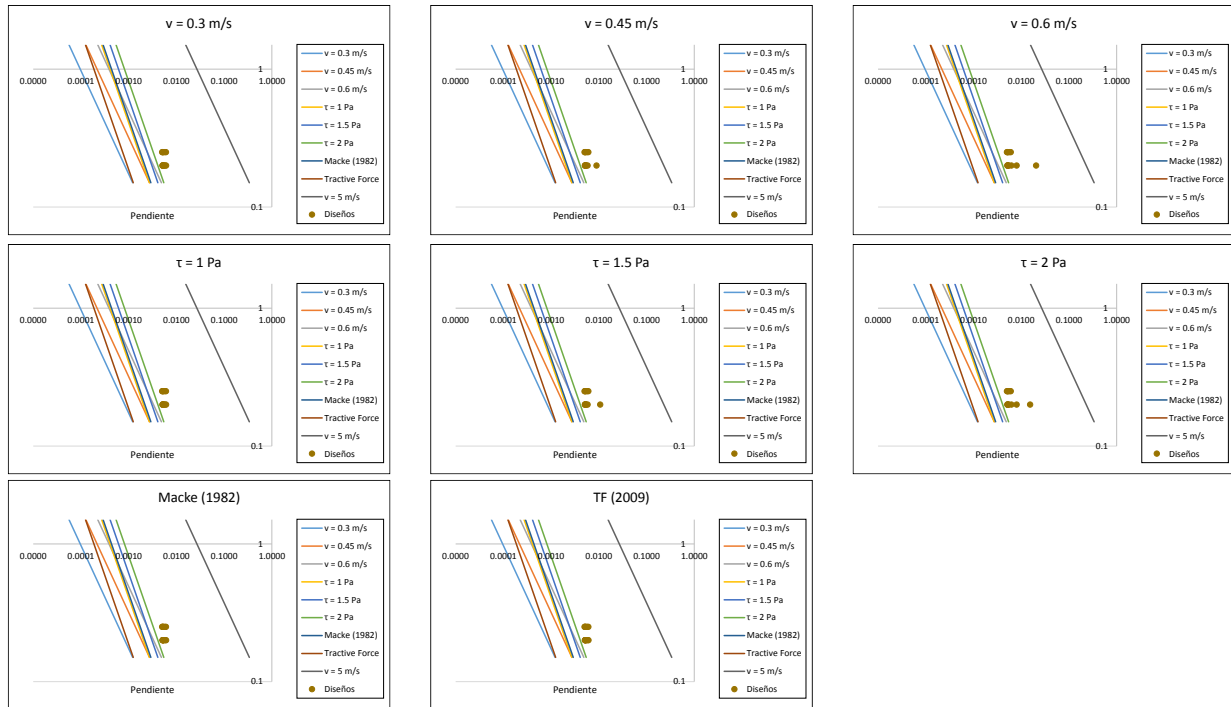 v = 0.3 m/s
0.0000 0.0001 0.0010 0.0100 0.1000 1.0000
1
0.1
Pendiente
v = 0.3 m/s
v = 0.45 m/s
v = 0.6 m/s
τ = 1 Pa
τ = 1.5 Pa
τ = 2 Pa
Macke (1982)
Tractive Force
v = 5 m/s
Diseños
v = 0.45 m/s
0.0000 0.0001 0.0010 0.0100 0.1000 1.0000
1
0.1
Pendiente
v = 0.3 m/s
v = 0.45 m/s
v = 0.6 m/s
τ = 1 Pa
τ = 1.5 Pa
τ = 2 Pa
Macke (1982)
Tractive Force
v = 5 m/s
Diseños
v = 0.6 m/s
0.0000 0.0001 0.0010 0.0100 0.1000 1.0000
1
0.1
Pendiente
v = 0.3 m/s
v = 0.45 m/s
v = 0.6 m/s
τ = 1 Pa
τ = 1.5 Pa
τ = 2 Pa
Macke (1982)
Tractive Force
v = 5 m/s
Diseños
τ = 1 Pa
0.0000 0.0001 0.0010 0.0100 0.1000 1.0000
1
0.1
Pendiente
v = 0.3 m/s
v = 0.45 m/s
v = 0.6 m/s
τ = 1 Pa
τ = 1.5 Pa
τ = 2 Pa
Macke (1982)
Tractive Force
v = 5 m/s
Diseños
τ = 1.5 Pa
0.0000 0.0001 0.0010 0.0100 0.1000 1.0000
1
0.1
Pendiente
v = 0.3 m/s
v = 0.45 m/s
v = 0.6 m/s
τ = 1 Pa
τ = 1.5 Pa
τ = 2 Pa
Macke (1982)
Tractive Force
v = 5 m/s
Diseños
τ = 2 Pa
0.0000 0.0001 0.0010 0.0100 0.1000 1.0000
1
0.1
Pendiente
v = 0.3 m/s
v = 0.45 m/s
v = 0.6 m/s
τ = 1 Pa
τ = 1.5 Pa
τ = 2 Pa
Macke (1982)
Tractive Force
v = 5 m/s
Diseños
Macke (1982)
0.0000 0.0001 0.0010 0.0100 0.1000 1.0000
1
0.1
Pendiente
v = 0.3 m/s
v = 0.45 m/s
v = 0.6 m/s
τ = 1 Pa
τ = 1.5 Pa
τ = 2 Pa
Macke (1982)
Tractive Force
v = 5 m/s
Diseños
TF (2009)
0.0000 0.0001 0.0010 0.0100 0.1000 1.0000
1
0.1
Pendiente
v = 0.3 m/s
v = 0.45 m/s
v = 0.6 m/s
τ = 1 Pa
τ = 1.5 Pa
τ = 2 Pa
Macke (1982)
Tractive Force
v = 5 m/s
Diseños